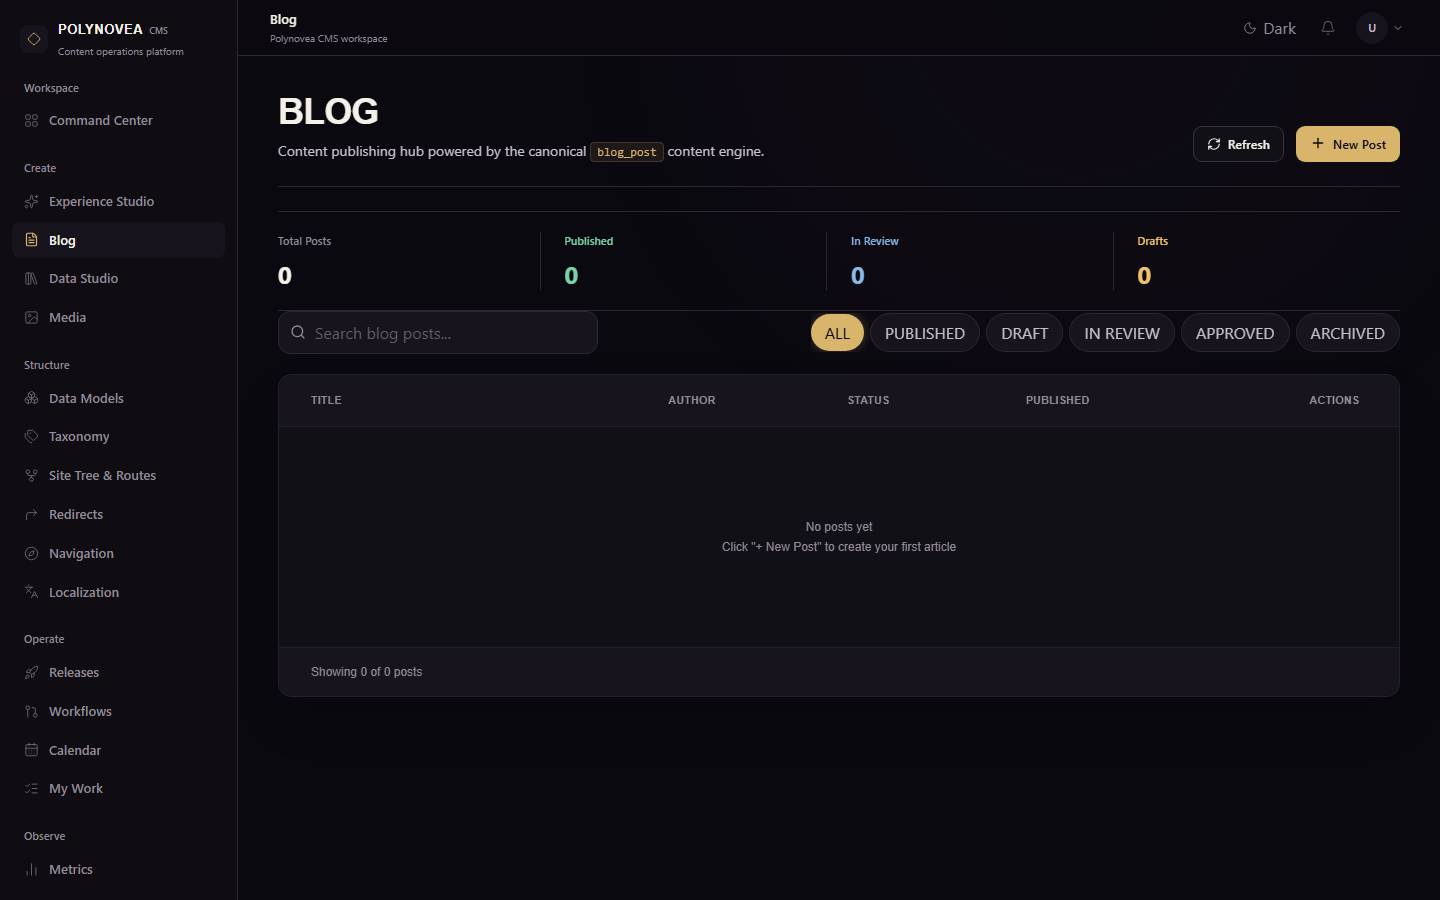 POLYNOVEA CMS
Content operations platform
Workspace
Command Center
Create
Experience Studio
Blog
Data Studio
Media
Structure
Data Models
Taxonomy
Site Tree & Routes
Redirects
Navigation
Localization
Operate
Releases
Workflows
Calendar
My Work
Observe
Metrics
Blog
Polynovea CMS workspace
Dark
U
BLOG
Content publishing hub powered by the canonical blog_post content engine.
Refresh
New Post
Total Posts
0
Published
0
In Review
0
Drafts
0
Search blog posts...
ALL PUBLISHED DRAFT IN REVIEW APPROVED ARCHIVED
TITLE AUTHOR STATUS PUBLISHED ACTIONS
No posts yet
Click "+ New Post" to create your first article
Showing 0 of 0 posts